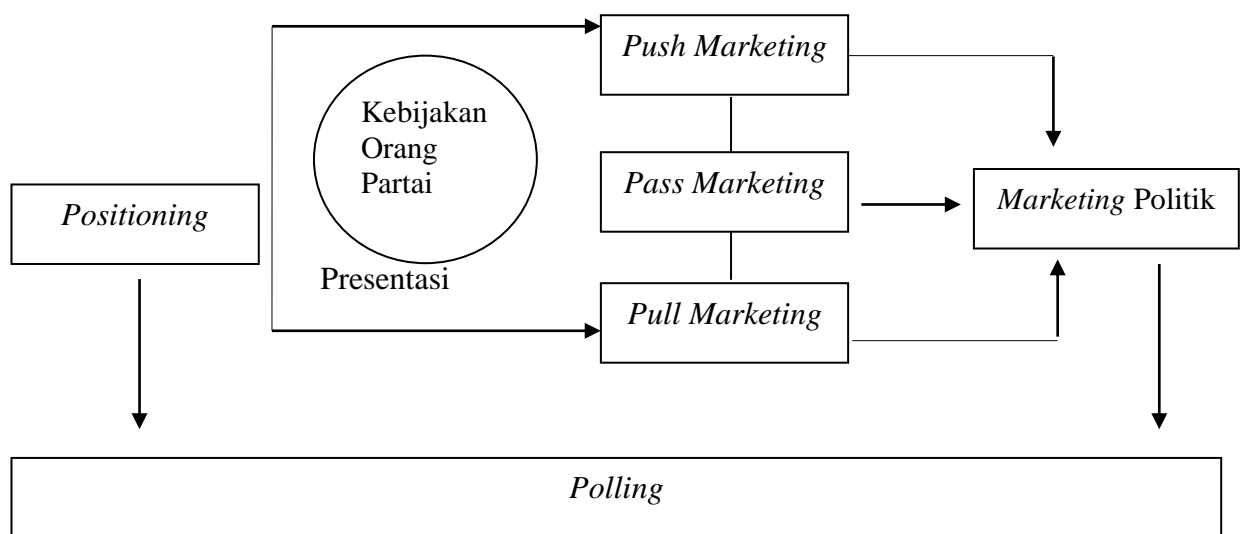 Push Marketing
Kebijakan
Orang
Partai
Pass Marketing
Marketing Politik
Positioning
Presentasi
Pull Marketing
Polling